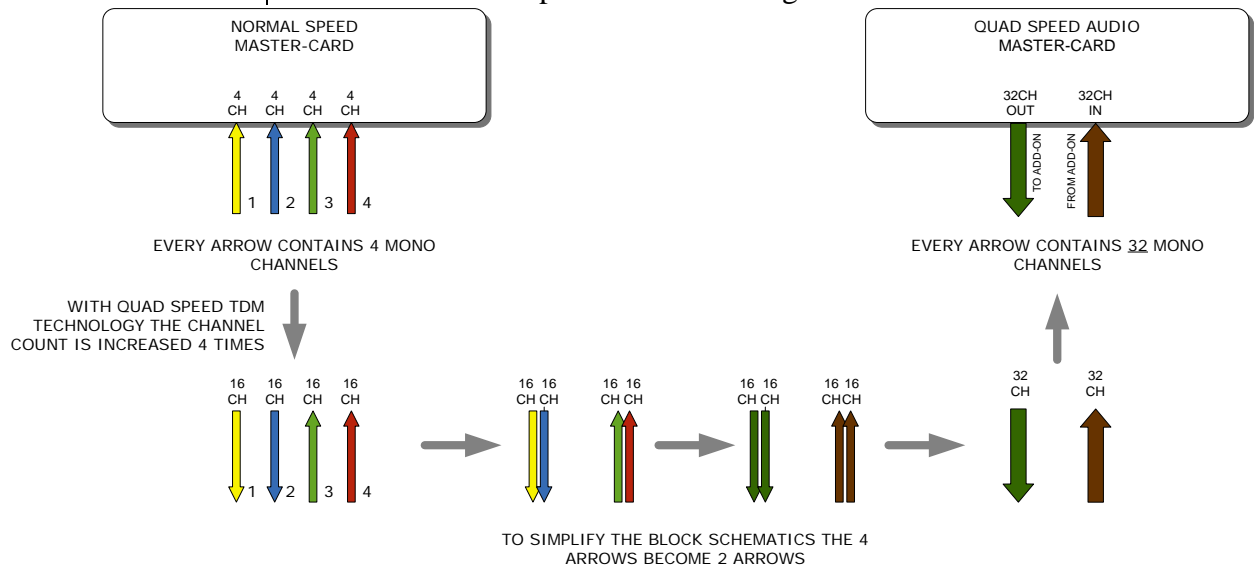 NORMAL SPEED
MASTER-CARD
4 4 4 4
CH CH CH CH
1 2 3 4
EVERY ARROW CONTAINS 4 MONO
CHANNELS
WITH QUAD SPEED TDM
TECHNOLOGY THE CHANNEL
COUNT IS INCREASED 4 TIMES
16 16 16 16
CH CH CH CH
1 2 3 4
16 16 16 16
CH CH CH CH
16 16 16 16
CH CH CH CH
TO SIMPLIFY THE BLOCK SCHEMATICS THE 4
ARROWS BECOME 2 ARROWS
32 32
CH CH
QUAD SPEED AUDIO
MASTER-CARD
32CH 32CH
OUT IN
TO ADD-ON
FROM ADD-ON
EVERY ARROW CONTAINS 32 MONO
CHANNELS